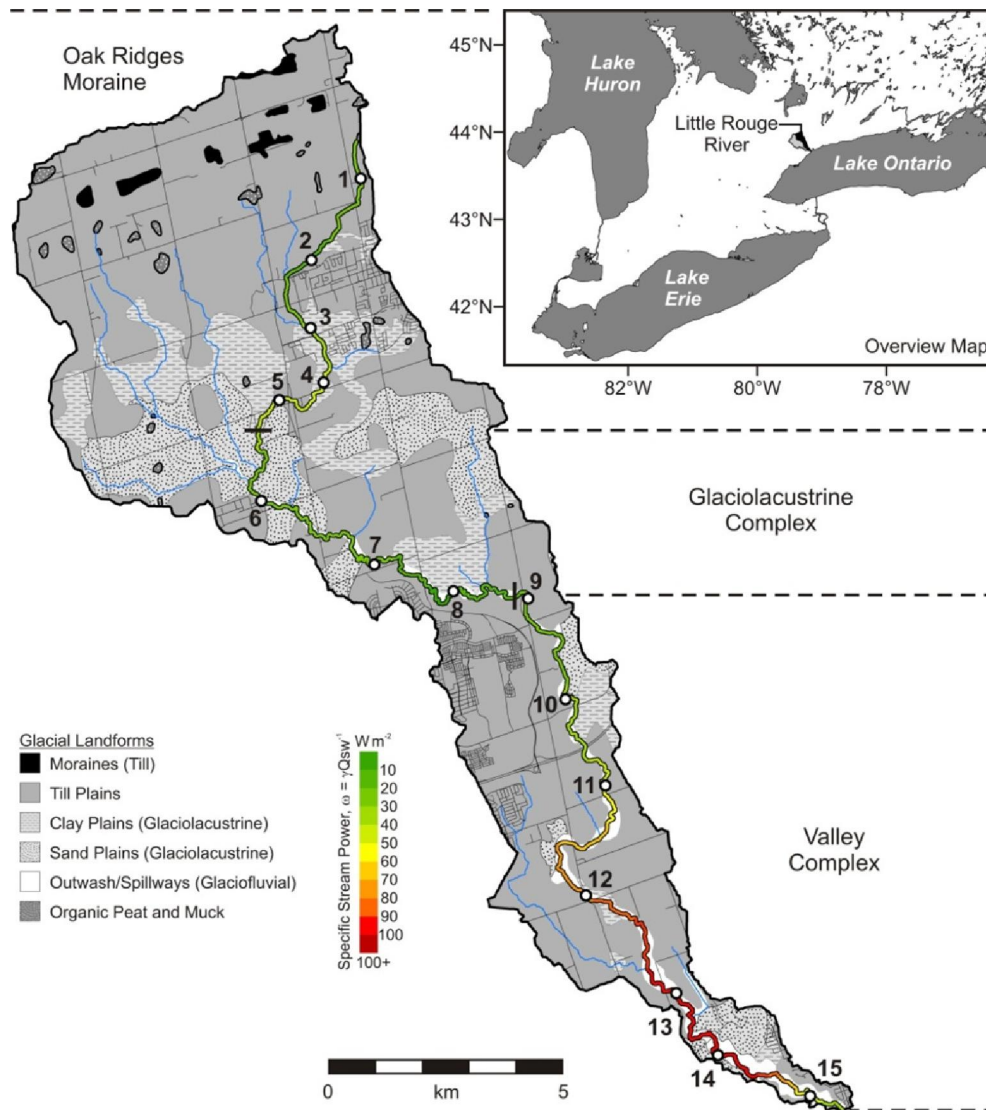 Oak Ridges
Moraine
45°N
44°N
43°N
42°N
Lake
Huron
Little Rouge
River
Lake Ontario
Lake
Erie
Overview Map
82°W
80°W
78°W
1
2
3
4
5
6
7
8
9
10
11
12
13
14
15
Glaciolacustrine
Complex
Valley
Complex
Glacial Landforms
Moraines (Till)
Till Plains
Clay Plains (Glaciolacustrine)
Sand Plains (Glaciolacustrine)
Outwash/Spillways (Glaciofluvial)
Organic Peat and Muck
Specific Stream Power, ω = γQsw⁻¹
W m⁻²
10
20
30
40
50
60
70
80
90
100
100+
0
km
5